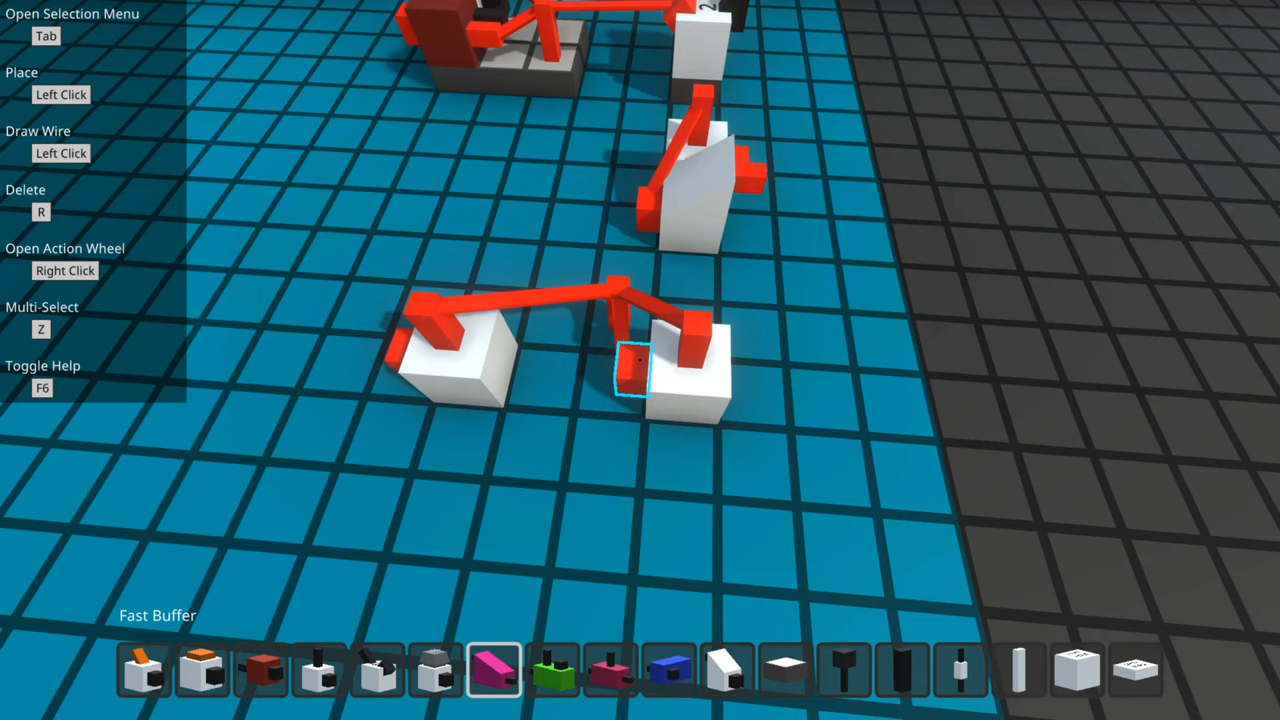 Open Selection Menu
Tab
Place
Left Click
Draw Wire
Left Click
Delete
R
Open Action Wheel
Right Click
Multi-Select
Z
Toggle Help
F6
2
Fast Buffer